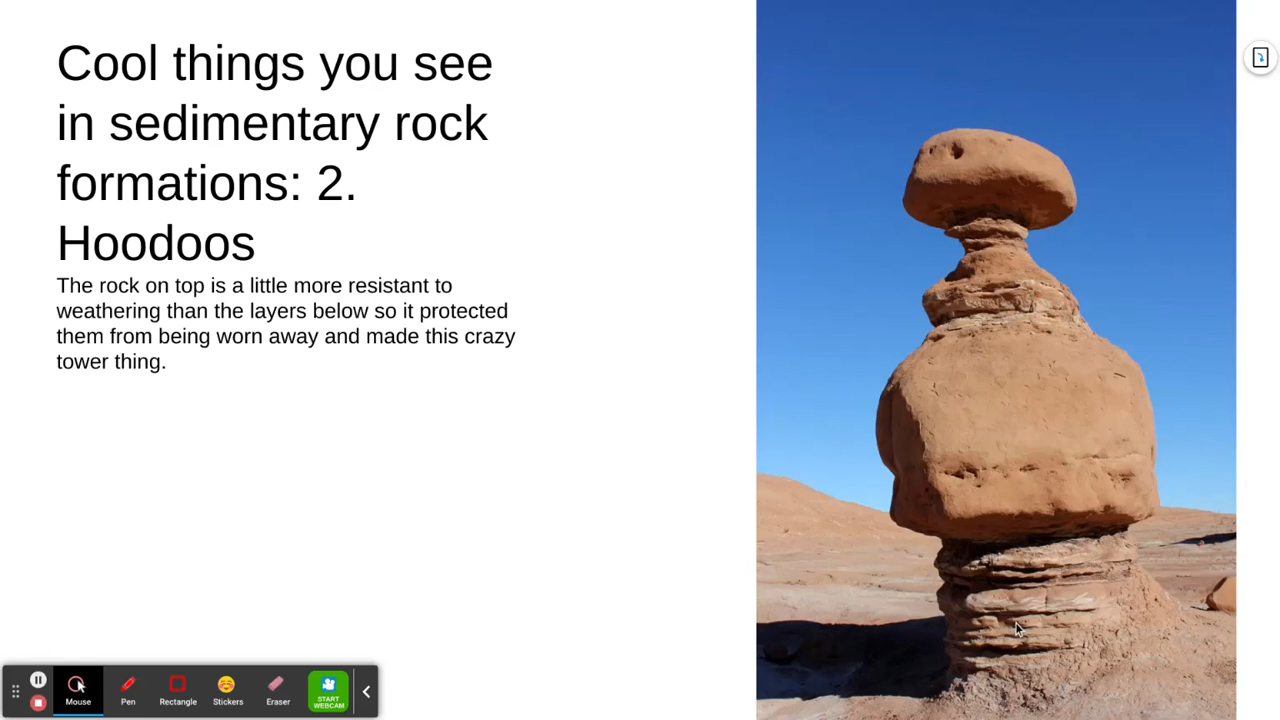 Cool things you see
in sedimentary rock
formations: 2.
Hoodoos
The rock on top is a little more resistant to
weathering than the layers below so it protected
them from being worn away and made this crazy
tower thing.
Mouse
Pen
Rectangle
Stickers
Eraser
START
WEBCAM